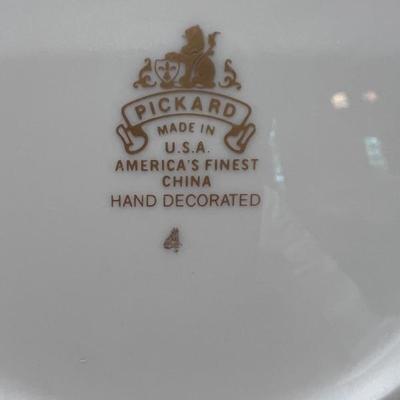 PICKARD
MADE IN
U.S.A.
AMERICA'S FINEST
CHINA
HAND DECORATED
4